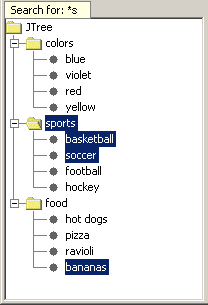 Search for: *s
JTree
colors
blue
violet
red
yellow
sports
basketball
soccer
football
hockey
food
hot dogs
pizza
ravioli
bananas